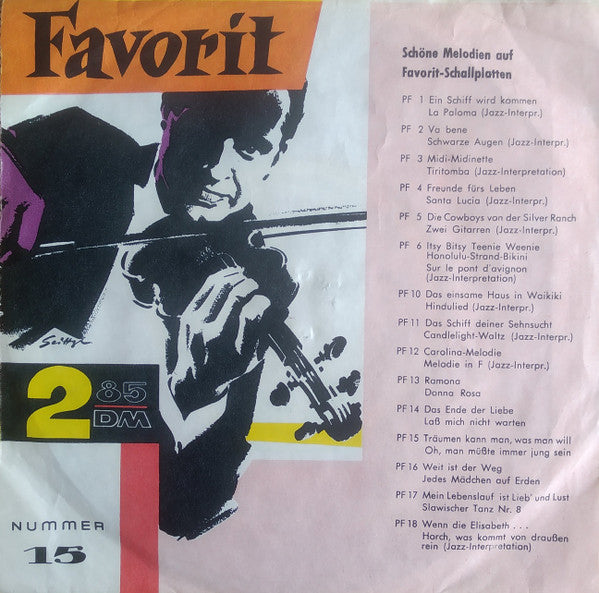 Favorit
Schöne Melodien auf
Favorit-Schallplatten
PF 1 Ein Schiff wird kommen
La Paloma (Jazz-Interpr.)
PF 2 Va bene
Schwarze Augen (Jazz-Interpr.)
PF 3 Midi-Midinette
Tiritomba (Jazz-Interpretation)
PF 4 Freunde fürs Leben
Santa Lucia (Jazz-Interpr.)
PF 5 Die Cowboys von der Silver Ranch
Zwei Gitarren (Jazz-Interpr.)
PF 6 Itsy Bitsy Teenie Weenie
Honolulu-Strand-Bikini
Sur le pont d'avignon
(Jazz-Interpretation)
PF 10 Das einsame Haus in Waikiki
Hindulied (Jazz-Interpr.)
PF 11 Das Schiff deiner Sehnsucht
Candlelight-Waltz (Jazz-Interpr.)
PF 12 Carolina-Melodie
Melodie in F (Jazz-Interpr.)
PF 13 Ramona
Donna Rosa
PF 14 Das Ende der Liebe
Laß mich nicht warten
PF 15 Träumen kann man, was man will
Oh, man müßte immer jung sein
PF 16 Weit ist der Weg
Jedes Mädchen auf Erden
PF 17 Mein Lebenslauf ist Lieb' und Lust
Slawischer Tanz Nr. 8
PF 18 Wenn die Elisabeth . . .
Horch, was kommt von draußen
rein (Jazz-Interpretation)
2 85
DM
NUMMER
15